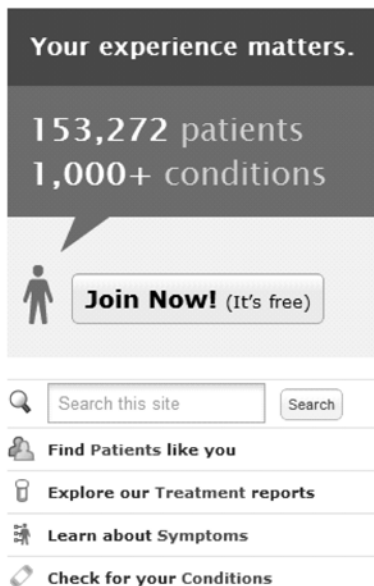 Your experience matters.
153,272 patients
1,000+ conditions
Join Now! (It's free)
Search this site
Search
Find Patients like you
Explore our Treatment reports
Learn about Symptoms
Check for your Conditions